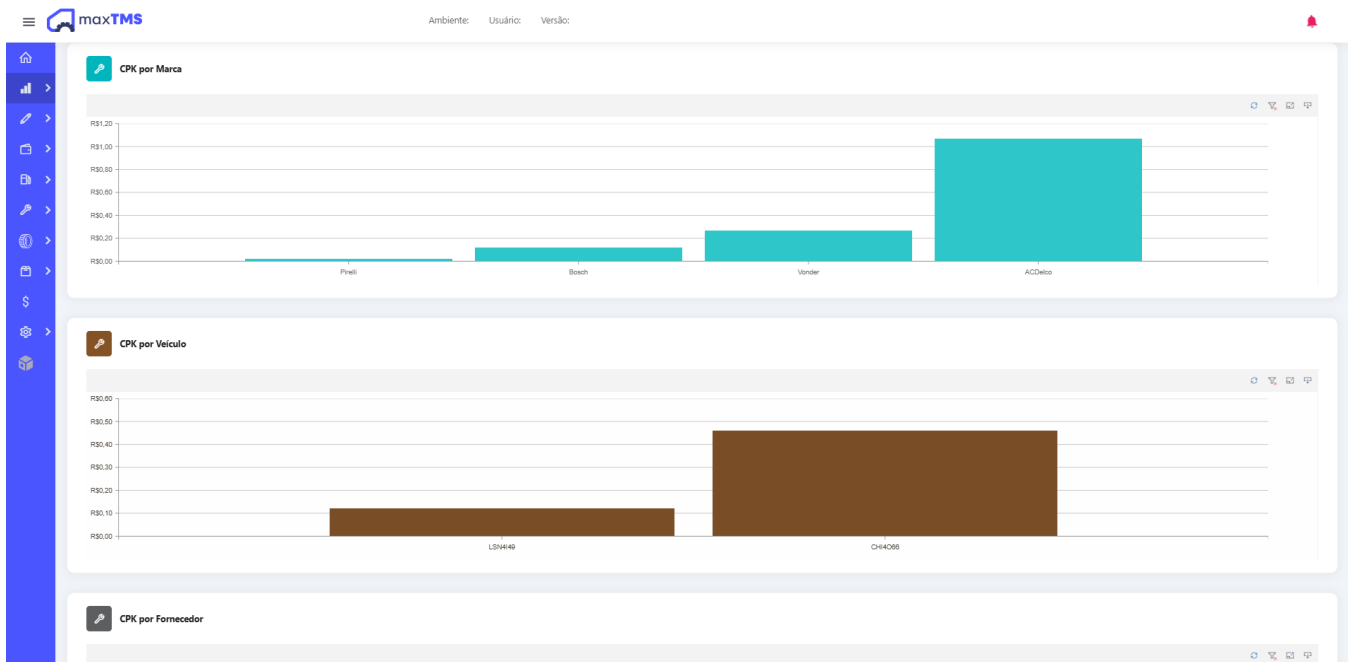 maxTMS
Ambiente: Usuário: Versão:
CPK por Marca
R$1,20
R$1,00
R$0,80
R$0,60
R$0,40
R$0,20
R$0,00
Pirelli Bosch Vonder ACDelco
CPK por Veículo
R$0,60
R$0,50
R$0,40
R$0,30
R$0,20
R$0,10
R$0,00
LSN4I49 CHI4O66
CPK por Fornecedor